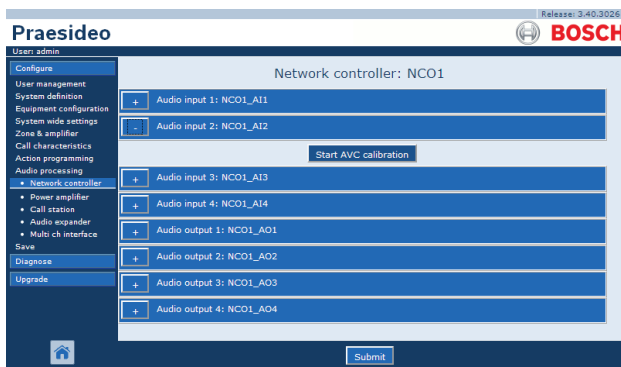 Release: 3.40.3026
Praesideo
BOSCH
User: admin
Configure
User management
System definition
Equipment configuration
System wide settings
Zone & amplifier
Call characteristics
Action programming
Audio processing
• Network controller
• Power amplifier
• Call station
• Audio expander
• Multi ch interface
Save
Diagnose
Upgrade
Network controller: NCO1
+ Audio input 1: NCO1_AI1
- Audio input 2: NCO1_AI2
Start AVC calibration
+ Audio input 3: NCO1_AI3
+ Audio input 4: NCO1_AI4
+ Audio output 1: NCO1_AO1
+ Audio output 2: NCO1_AO2
+ Audio output 3: NCO1_AO3
+ Audio output 4: NCO1_AO4
Submit